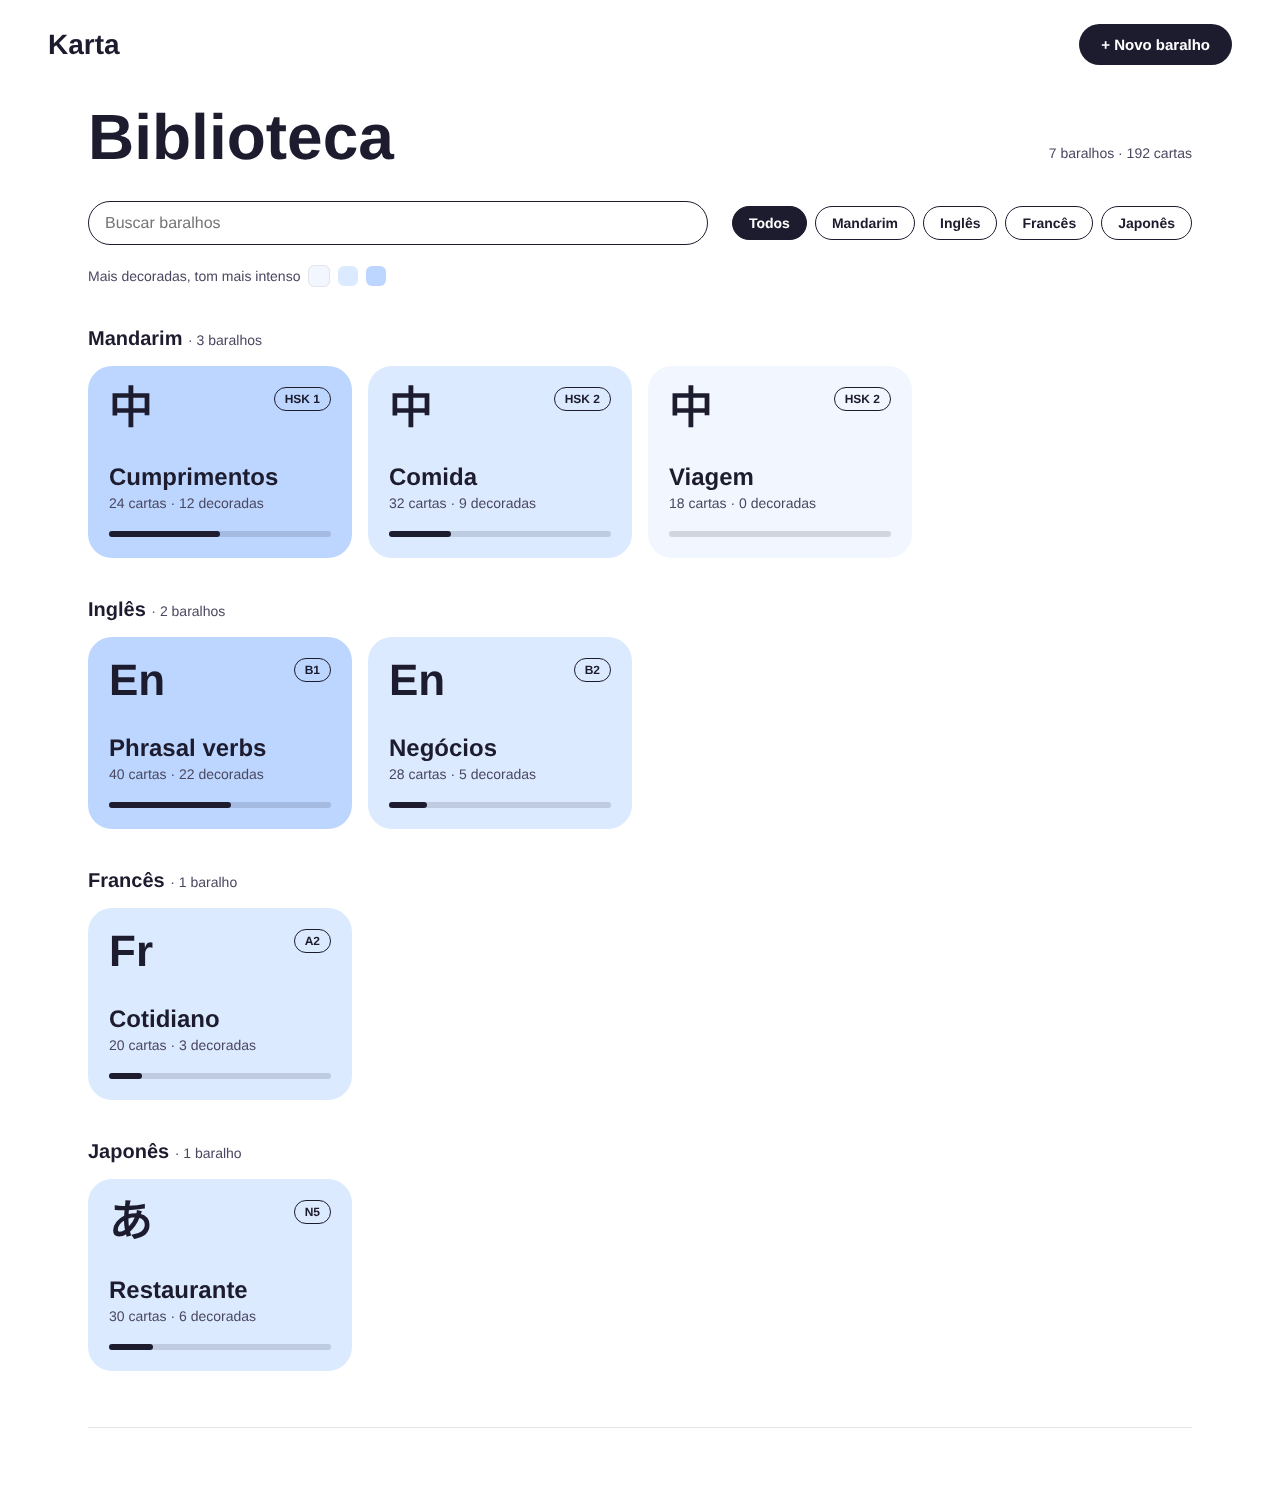 Karta
+ Novo baralho
Biblioteca
7 baralhos · 192 cartas
Buscar baralhos
Todos
Mandarim
Inglês
Francês
Japonês
Mais decoradas, tom mais intenso
Mandarim · 3 baralhos
中
HSK 1
Cumprimentos
24 cartas · 12 decoradas
中
HSK 2
Comida
32 cartas · 9 decoradas
中
HSK 2
Viagem
18 cartas · 0 decoradas
Inglês · 2 baralhos
En
B1
Phrasal verbs
40 cartas · 22 decoradas
En
B2
Negócios
28 cartas · 5 decoradas
Francês · 1 baralho
Fr
A2
Cotidiano
20 cartas · 3 decoradas
Japonês · 1 baralho
あ
N5
Restaurante
30 cartas · 6 decoradas